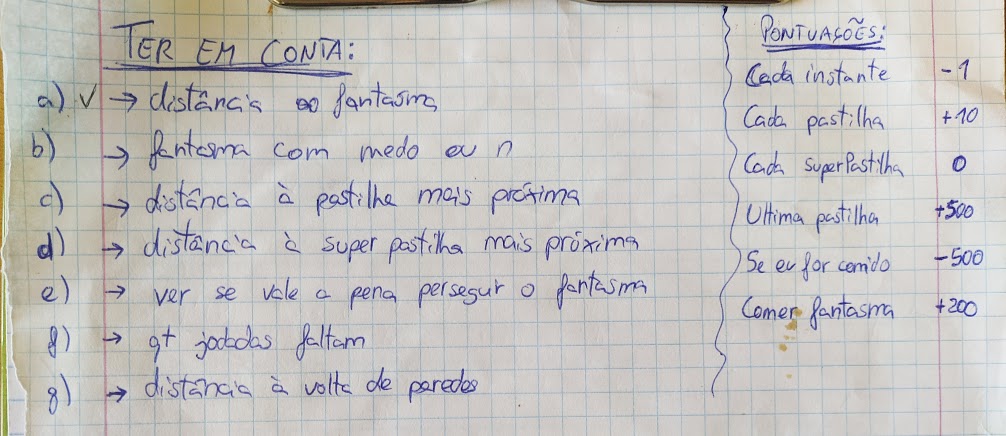 TER EM CONTA:
a) √ → distância ao fantasma
b) → fantasma com medo ou n
c) → distância à pastilha mais próxima
d) → distância à super pastilha mais próxima
e) → ver se vale a pena persegur o fantasma
f) → qt jodadas faltam
g) → distância à volta de paredes
PONTUAÇÕES:
Cada instante -1
Cada pastilha +10
Cada superPastilha 0
Ultima pastilha +500
Se eu for comido -500
Comer fantasma +200